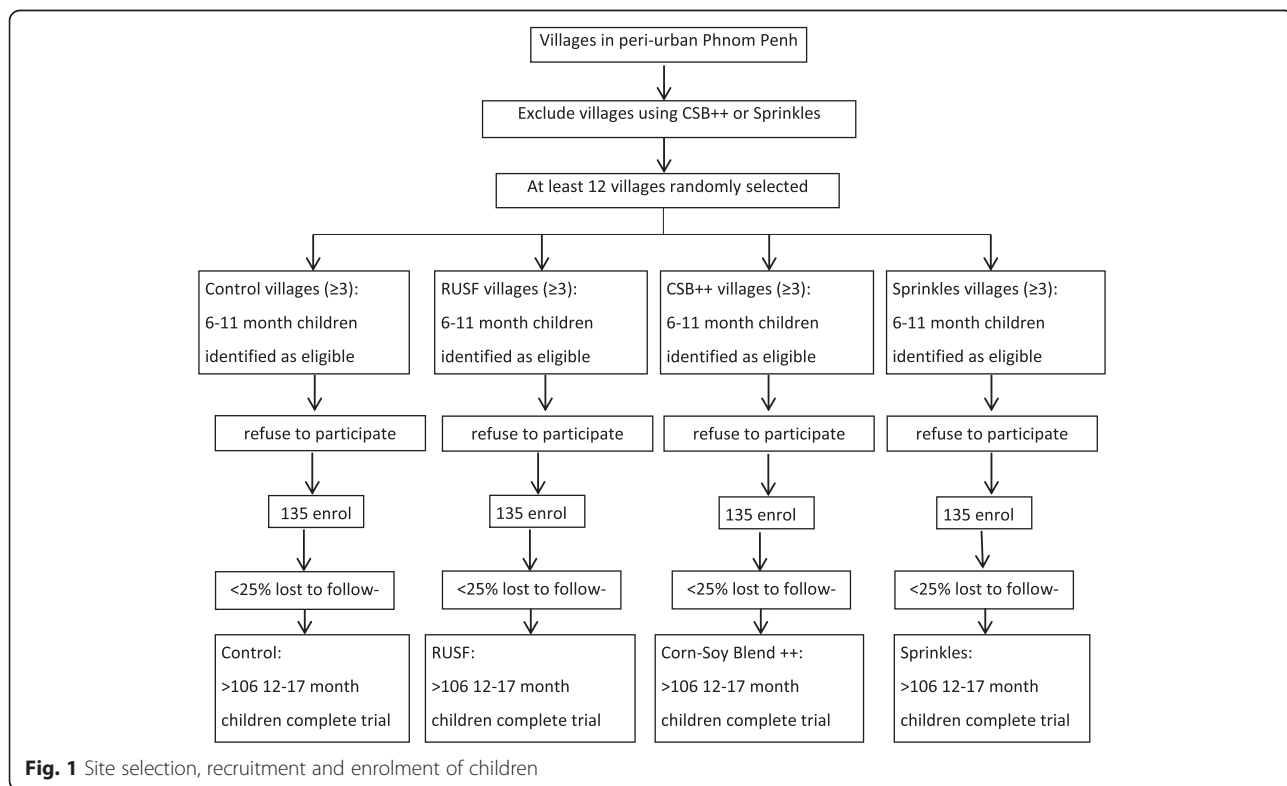 Villages in peri-urban Phnom Penh
Exclude villages using CSB++ or Sprinkles
At least 12 villages randomly selected
Control villages (≥3):
6-11 month children
identified as eligible
RUSF villages (≥3):
6-11 month children
identified as eligible
CSB++ villages (≥3):
6-11 month children
identified as eligible
Sprinkles villages (≥3):
6-11 month children
identified as eligible
refuse to participate
refuse to participate
refuse to participate
refuse to participate
135 enrol
135 enrol
135 enrol
135 enrol
<25% lost to follow-
<25% lost to follow-
<25% lost to follow-
<25% lost to follow-
Control:
>106 12-17 month
children complete trial
RUSF:
>106 12-17 month
children complete trial
Corn-Soy Blend ++:
>106 12-17 month
children complete trial
Sprinkles:
>106 12-17 month
children complete trial
Fig. 1 Site selection, recruitment and enrolment of children